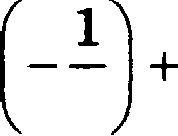 (-1/) +